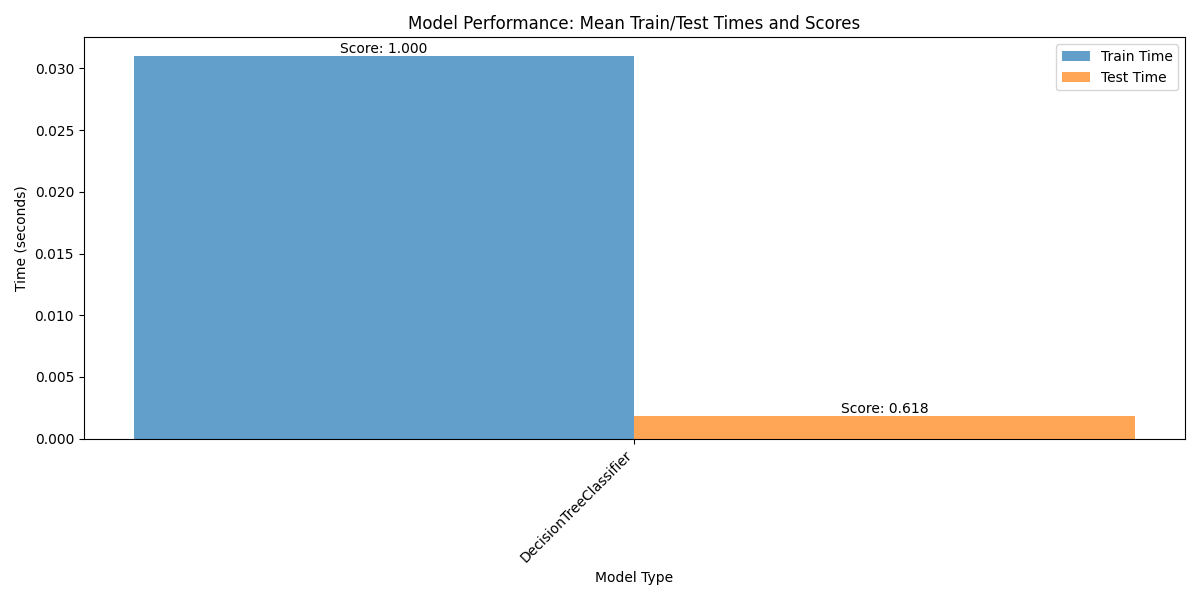 Model Performance: Mean Train/Test Times and Scores
Score: 1.000
Train Time
Test Time
0.030
0.025
0.020
0.015
0.010
0.005
0.000
Time (seconds)
Score: 0.618
DecisionTreeClassifier
Model Type